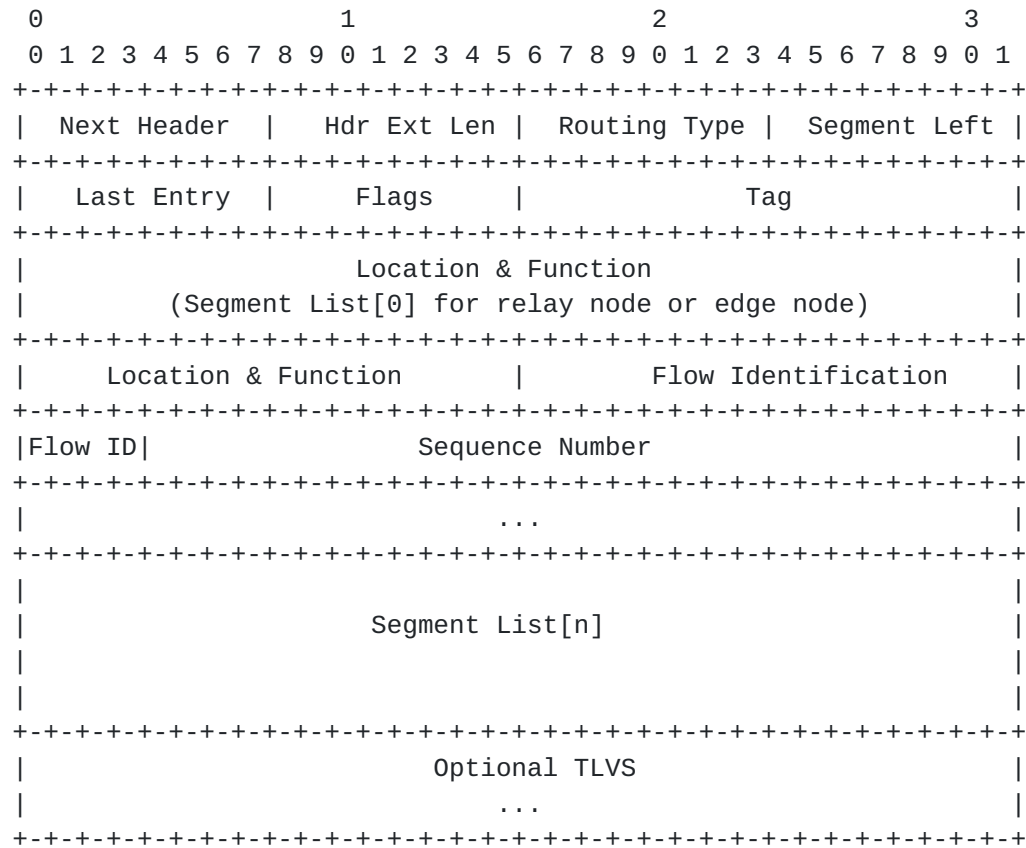 0                   1                   2                   3
 0 1 2 3 4 5 6 7 8 9 0 1 2 3 4 5 6 7 8 9 0 1 2 3 4 5 6 7 8 9 0 1
+-+-+-+-+-+-+-+-+-+-+-+-+-+-+-+-+-+-+-+-+-+-+-+-+-+-+-+-+-+-+-+-+
|  Next Header  |   Hdr Ext Len |  Routing Type |  Segment Left |
+-+-+-+-+-+-+-+-+-+-+-+-+-+-+-+-+-+-+-+-+-+-+-+-+-+-+-+-+-+-+-+-+
|   Last Entry  |     Flags     |              Tag              |
+-+-+-+-+-+-+-+-+-+-+-+-+-+-+-+-+-+-+-+-+-+-+-+-+-+-+-+-+-+-+-+-+
|                     Location & Function                       |
|         (Segment List[0] for relay node or edge node)         |
+-+-+-+-+-+-+-+-+-+-+-+-+-+-+-+-+-+-+-+-+-+-+-+-+-+-+-+-+-+-+-+-+
|     Location & Function       |        Flow Identification    |
+-+-+-+-+-+-+-+-+-+-+-+-+-+-+-+-+-+-+-+-+-+-+-+-+-+-+-+-+-+-+-+-+
|Flow ID|                 Sequence Number                       |
+-+-+-+-+-+-+-+-+-+-+-+-+-+-+-+-+-+-+-+-+-+-+-+-+-+-+-+-+-+-+-+-+
|                              ...                              |
+-+-+-+-+-+-+-+-+-+-+-+-+-+-+-+-+-+-+-+-+-+-+-+-+-+-+-+-+-+-+-+-+
|                                                               |
|                      Segment List[n]                          |
|                                                               |
|                                                               |
+-+-+-+-+-+-+-+-+-+-+-+-+-+-+-+-+-+-+-+-+-+-+-+-+-+-+-+-+-+-+-+-+
|                          Optional TLVS                        |
|                              ...                              |
+-+-+-+-+-+-+-+-+-+-+-+-+-+-+-+-+-+-+-+-+-+-+-+-+-+-+-+-+-+-+-+-+